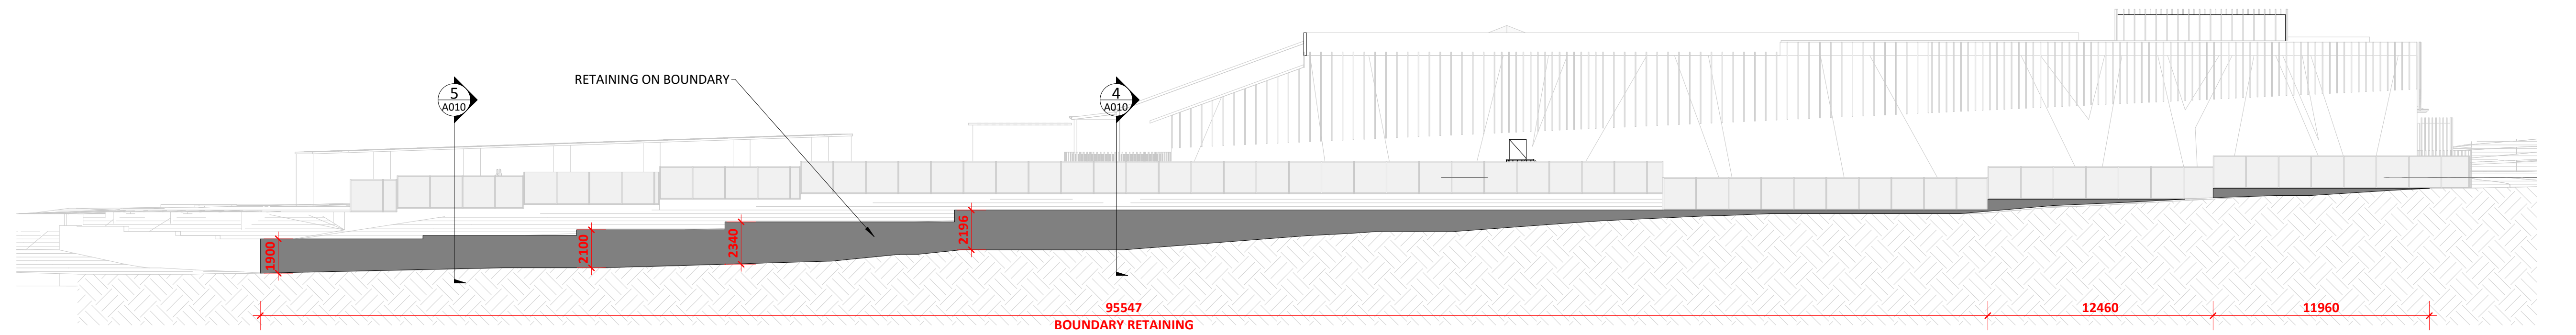 RETAINING ON BOUNDARY
5
A010
4
A010
1900
2100
2340
2196
95547
12460
11960
BOUNDARY RETAINING